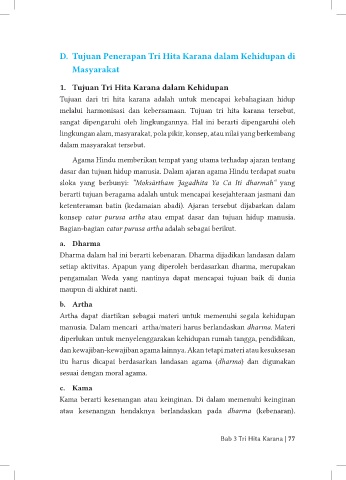 D. Tujuan Penerapan Tri Hita Karana dalam Kehidupan di
Masyarakat
1. Tujuan Tri Hita Karana dalam Kehidupan
Tujuan dari tri hita karana adalah untuk mencapai kebahagiaan hidup
melalui harmonisasi dan kebersamaan. Tujuan tri hita karana tersebut,
sangat dipengaruhi oleh lingkungannya. Hal ini berarti dipengaruhi oleh
lingkungan alam, masyarakat, pola pikir, konsep, atau nilai yang berkembang
dalam masyarakat tersebut.
Agama Hindu memberikan tempat yang utama terhadap ajaran tentang
dasar dan tujuan hidup manusia. Dalam ajaran agama Hindu terdapat suatu
sloka yang berbunyi: "Moksartham Jagadhita Ya Ca Iti dharmah" yang
berarti tujuan beragama adalah untuk mencapai kesejahteraan jasmani dan
ketenteraman batin (kedamaian abadi). Ajaran tersebut dijabarkan dalam
konsep catur purusa artha atau empat dasar dan tujuan hidup manusia.
Bagian-bagian catur purusa artha adalah sebagai berikut.
a. Dharma
Dharma dalam hal ini berarti kebenaran. Dharma dijadikan landasan dalam
setiap aktivitas. Apapun yang diperoleh berdasarkan dharma, merupakan
pengamalan Weda yang nantinya dapat mencapai tujuan baik di dunia
maupun di akhirat nanti.
b. Artha
Artha dapat diartikan sebagai materi untuk memenuhi segala kehidupan
manusia. Dalam mencari artha/materi harus berlandaskan dharma. Materi
diperlukan untuk menyelenggarakan kehidupan rumah tangga, pendidikan,
dan kewajiban-kewajiban agama lainnya. Akan tetapi materi atau kesuksesan
itu harus dicapai berdasarkan landasan agama (dharma) dan digunakan
sesuai dengan moral agama.
c. Kama
Kama berarti kesenangan atau keinginan. Di dalam memenuhi keinginan
atau kesenangan hendaknya berlandaskan pada dharma (kebenaran).
Bab 3 Tri Hita Karana | 77